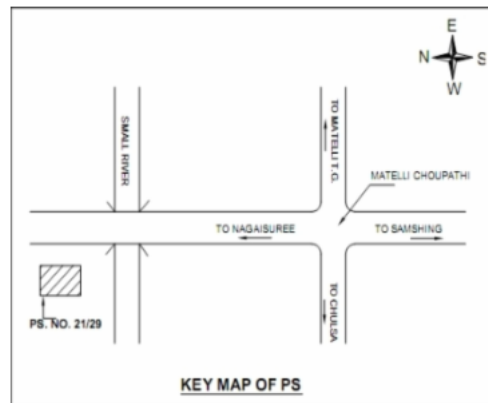 E
N
S
W
SMALL RIVER
TO MATELLI T.G.
MATELLI CHOUPATHI
TO NAGAISUREE
TO SAMSHING
TO CHULSA
PS. NO. 21/29
KEY MAP OF PS